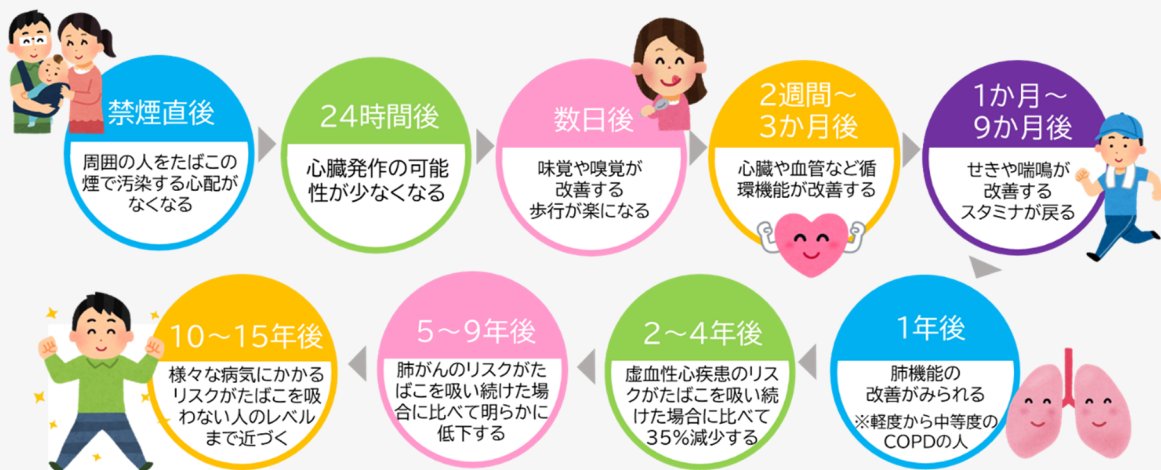 禁煙直後
周囲の人をたばこの
煙で汚染する心配が
なくなる
24時間後
心臓発作の可能
性が少なくなる
数日後
味覚や嗅覚が
改善する
歩行が楽になる
2週間～
3か月後
心臓や血管など循
環機能が改善する
1か月～
9か月後
せきや喘鳴が
改善する
スタミナが戻る
1年後
肺機能の
改善がみられる
※軽度から中等度の
COPDの人
2～4年後
虚血性心疾患のリス
クがたばこを吸い続
けた場合に比べて
35%減少する
5～9年後
肺がんのリスクがた
ばこを吸い続けた場
合に比べて明らかに
低下する
10～15年後
様々な病気にかかる
リスクがたばこを吸
わない人のレベル
まで近づく